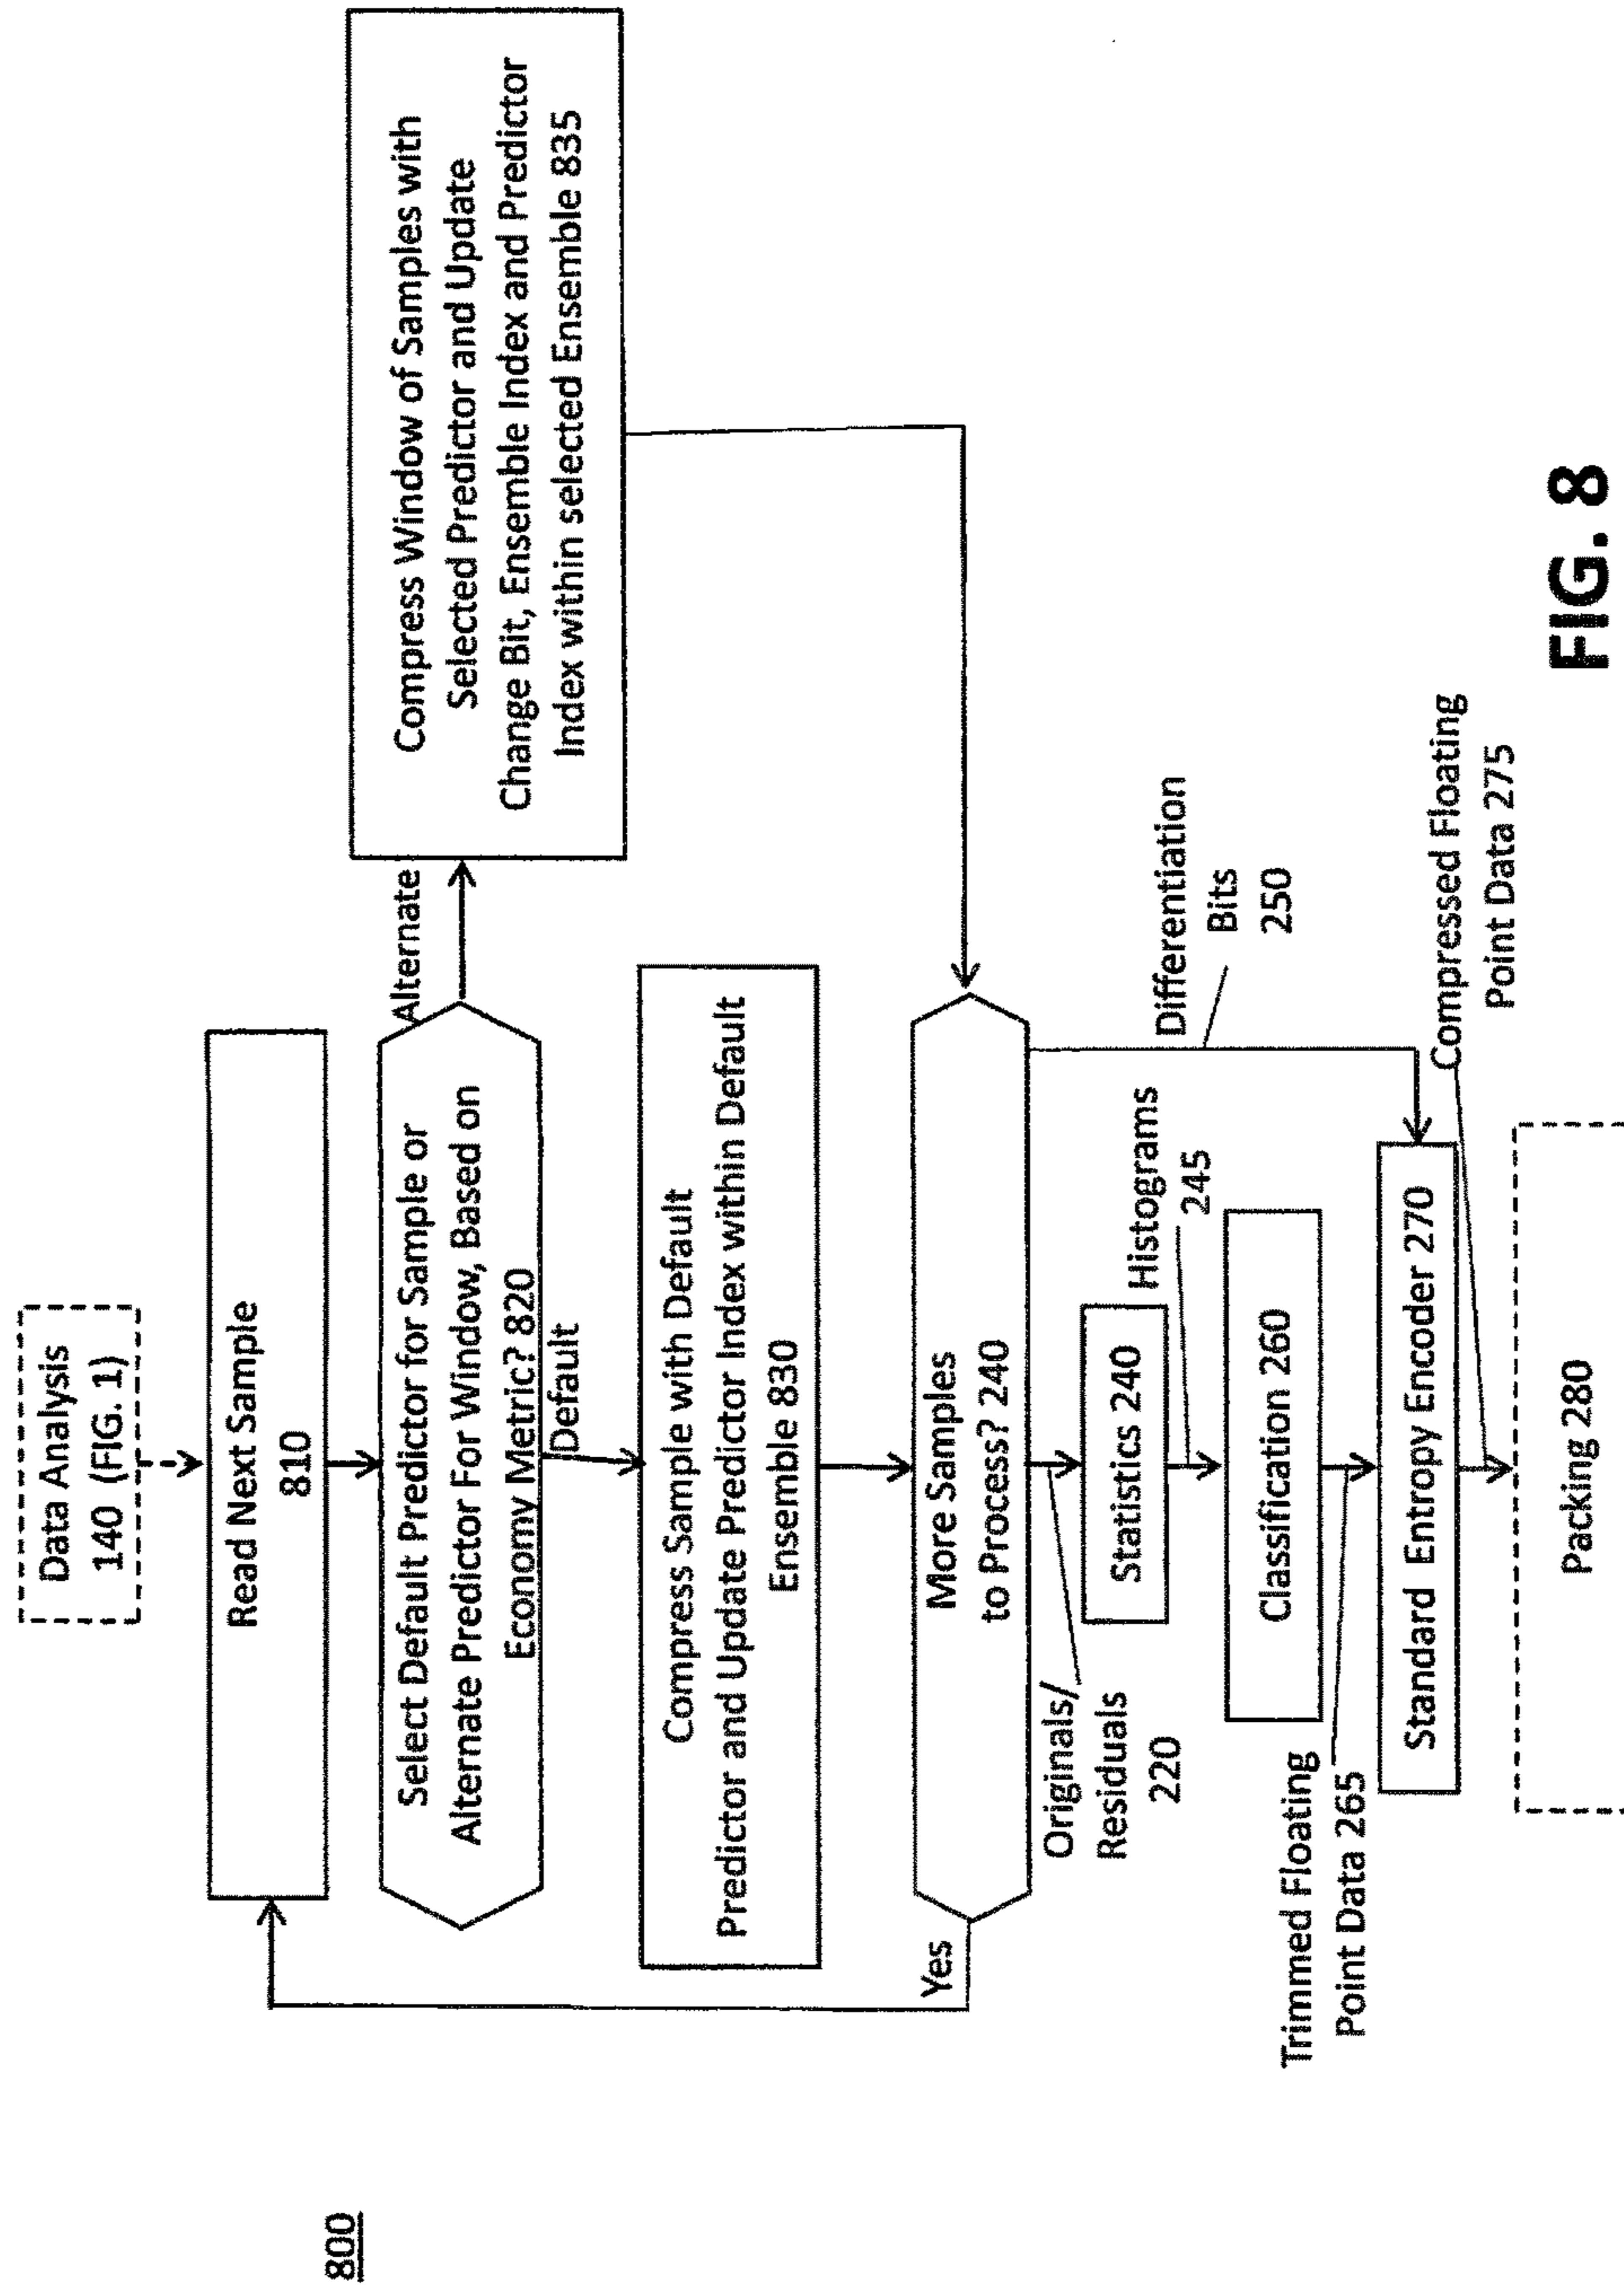 800
Data Analysis
140 (FIG. 1)
Read Next Sample
810
Select Default Predictor for Sample or
Alternate Predictor For Window, Based on
Economy Metric? 820
Alternate
Default
Compress Window of Samples with
Selected Predictor and Update
Change Bit, Ensemble Index and Predictor
Index within selected Ensemble 835
Compress Sample with Default
Predictor and Update Predictor Index within Default
Ensemble 830
More Samples
to Process? 240
Yes
Originals/
Residuals
220
Differentiation
Bits
250
Statistics 240
Histograms
245
Classification 260
Trimmed Floating
Point Data 265
Standard Entropy Encoder 270
Compressed Floating
Point Data 275
Packing 280
FIG. 8